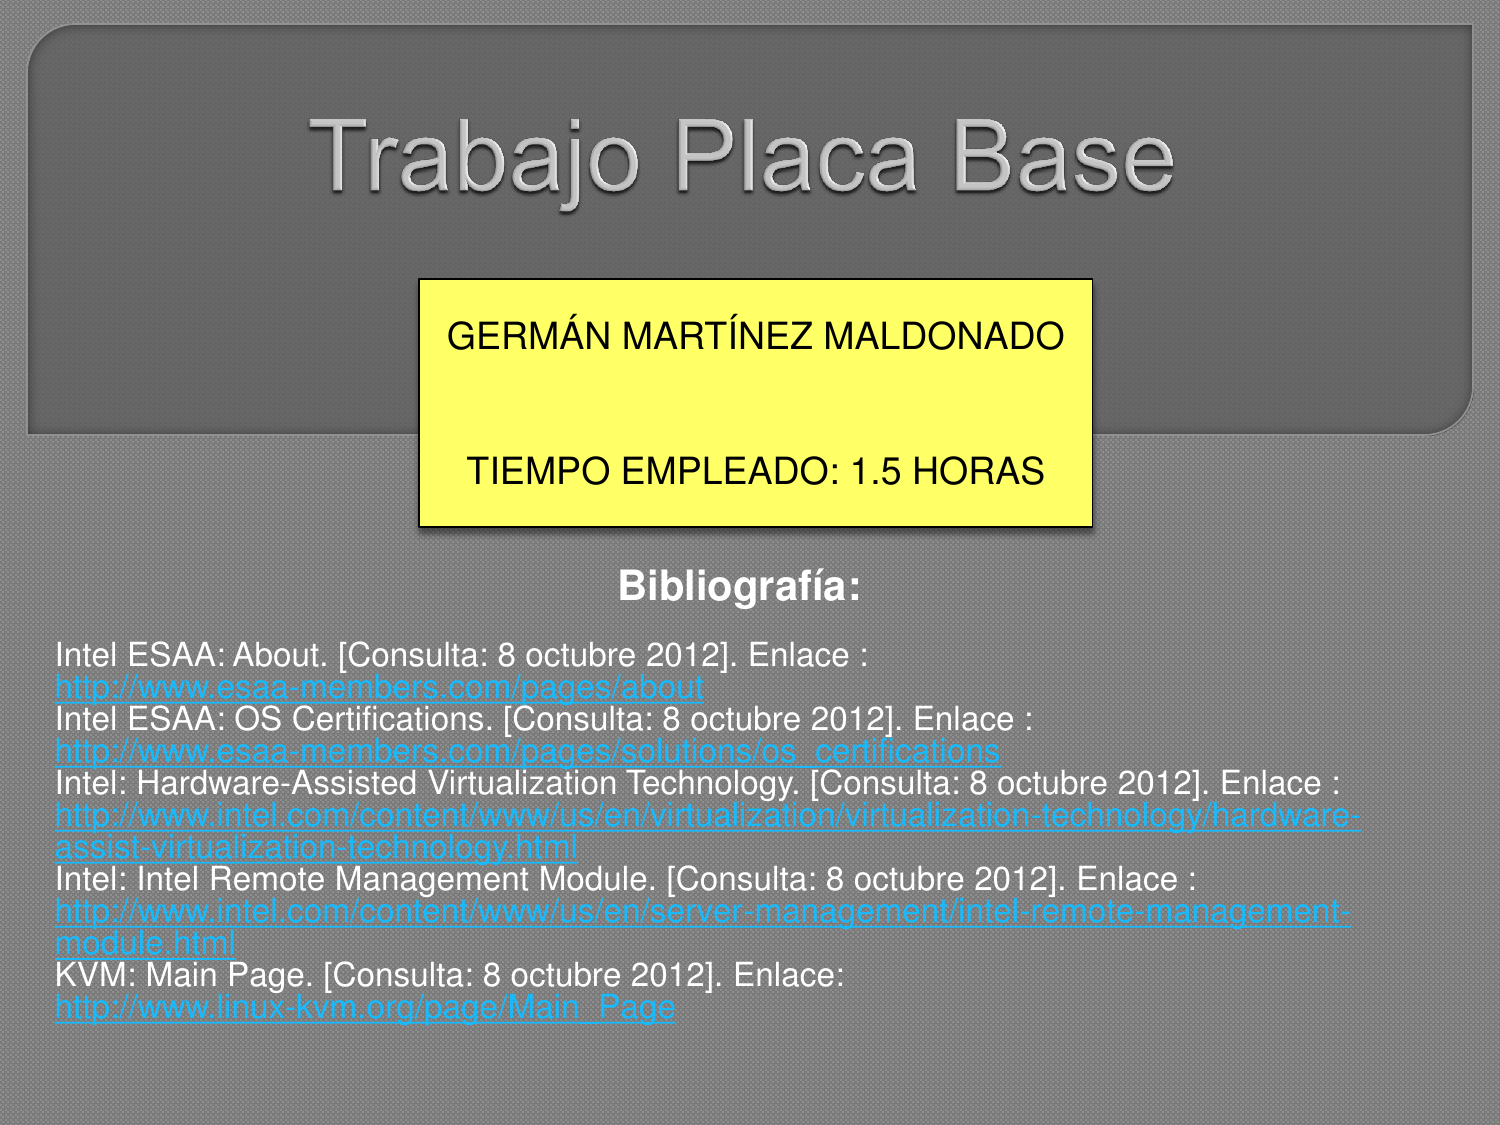 Trabajo Placa Base
GERMÁN MARTÍNEZ MALDONADO
TIEMPO EMPLEADO: 1.5 HORAS
Bibliografía:
Intel ESAA: About. [Consulta: 8 octubre 2012]. Enlace :
http://www.esaa-members.com/pages/about
Intel ESAA: OS Certifications. [Consulta: 8 octubre 2012]. Enlace :
http://www.esaa-members.com/pages/solutions/os_certifications
Intel: Hardware-Assisted Virtualization Technology. [Consulta: 8 octubre 2012]. Enlace :
http://www.intel.com/content/www/us/en/virtualization/virtualization-technology/hardware-
assist-virtualization-technology.html
Intel: Intel Remote Management Module. [Consulta: 8 octubre 2012]. Enlace :
http://www.intel.com/content/www/us/en/server-management/intel-remote-management-
module.html
KVM: Main Page. [Consulta: 8 octubre 2012]. Enlace:
http://www.linux-kvm.org/page/Main_Page